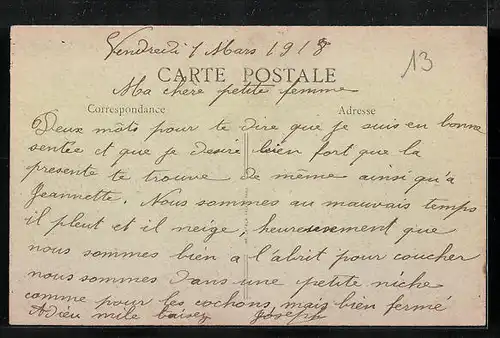 Vendredi 1 Mars 1918
13
CARTE POSTALE
Ma chere petite femme
Correspondance
Adresse
Deux mots pour te dire que je suis en bonne
sentée et que je desire bien fort que la
presente te trouve de même ainsi qu'a
Jeannette. Nous sommes au mauvais temps
il pleut et il neige, heureusement que
nous sommes bien a l'abrit pour coucher
nous sommes dans une petite niche
comme pour les cochons, mais bien fermé
Adieu mile baisez Joseph